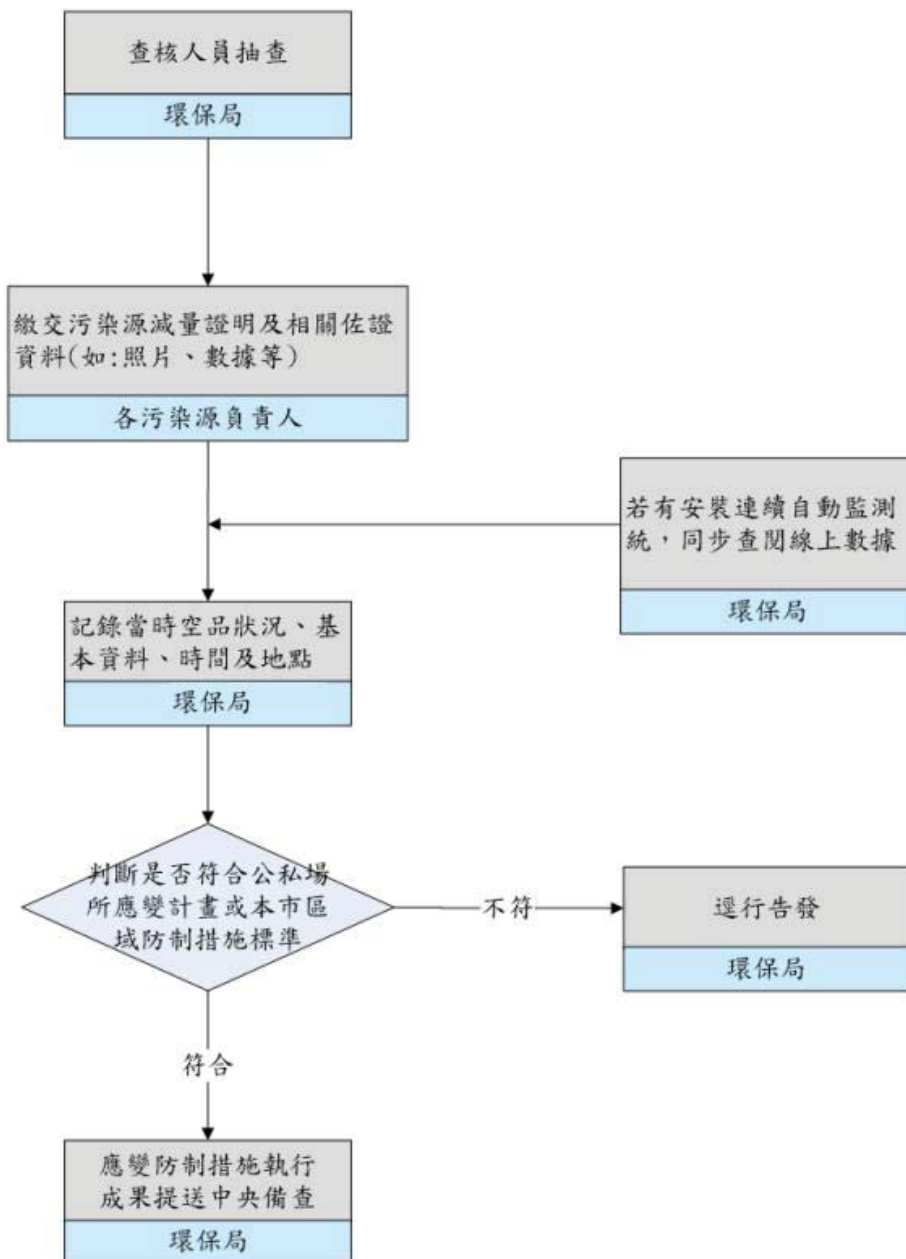 查核人員抽查
環保局
繳交污染源減量證明及相關佐證
資料(如:照片、數據等)
各污染源負責人
若有安裝連續自動監測
統，同步查閱線上數據
環保局
記錄當時空品狀況、基
本資料、時間及地點
環保局
判斷是否符合公私場
所應變計畫或本市區
域防制措施標準
不符
逕行告發
環保局
符合
應變防制措施執行
成果提送中央備查
環保局